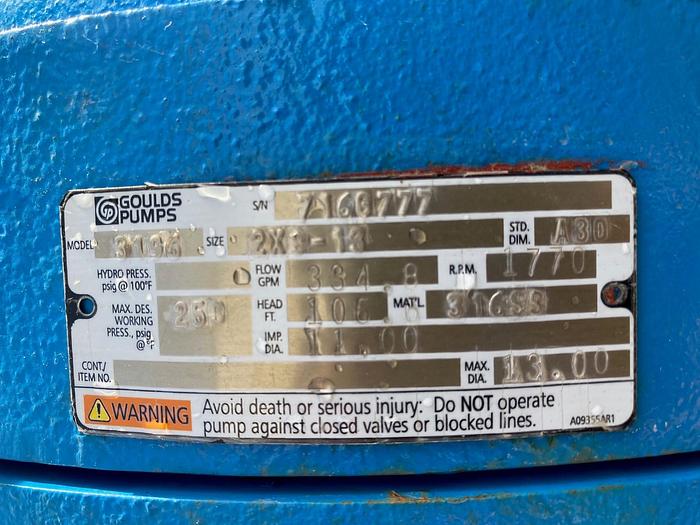 GOULDS PUMPS S/N
MODEL 3196 SIZE 2X3-13 STD. DIM. A30
HYDRO PRESS. psig @ 100°F FLOW GPM 334.8 R.P.M. 1770
MAX. DES. WORKING PRESS., psig @ °F 250 HEAD FT. MAT'L 316SS
IMP. DIA. 11.00
CONT/ ITEM NO. MAX. DIA. 13.00
WARNING Avoid death or serious injury: Do NOT operate
pump against closed valves or blocked lines. A09355AR1